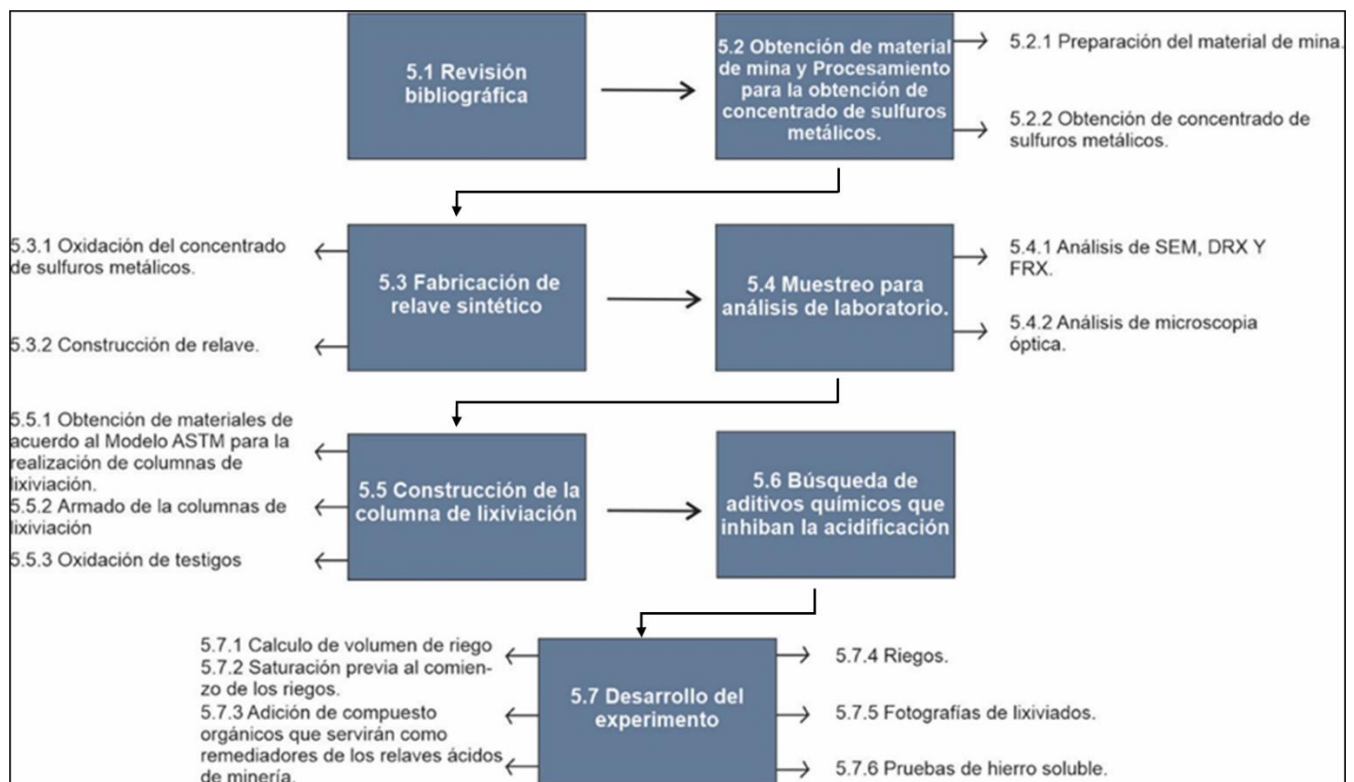 5.1 Revisión
bibliográfica
5.2 Obtención de material
de mina y Procesamiento
para la obtención de
concentrado de sulfuros
metálicos.
5.2.1 Preparación del material de mina.
5.2.2 Obtención de concentrado de
sulfuros metálicos.
5.3.1 Oxidación del concentrado
de sulfuros metálicos.
5.3.2 Construcción de relave.
5.3 Fabricación de
relave sintético
5.4 Muestreo para
análisis de laboratorio.
5.4.1 Análisis de SEM, DRX Y
FRX.
5.4.2 Análisis de microscopia
óptica.
5.5.1 Obtención de materiales de
acuerdo al Modelo ASTM para la
realización de columnas de
lixiviación.
5.5.2 Armado de la columnas de
lixiviación
5.5.3 Oxidación de testigos
5.5 Construcción de la
columna de lixiviación
5.6 Búsqueda de
aditivos químicos que
inhiban la acidificación
5.7.1 Calculo de volumen de riego
5.7.2 Saturación previa al comien-
zo de los riegos.
5.7.3 Adición de compuesto
orgánicos que servirán como
remediadores de los relaves ácidos
de minería.
5.7 Desarrollo del
experimento
5.7.4 Riegos.
5.7.5 Fotografías de lixiviados.
5.7.6 Pruebas de hierro soluble.